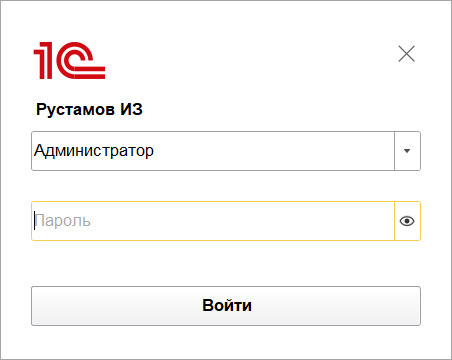 1С
Рустамов ИЗ
Администратор
Пароль
Войти